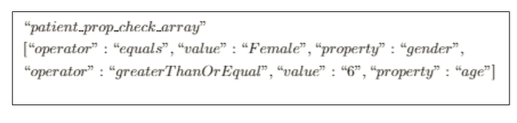 “patient_prop_check_array”
[“operator” : “equals”, “value” : “Female”, “property” : “gender”,
“operator” : “greaterThanOrEqual”, “value” : “6”, “property” : “age”]